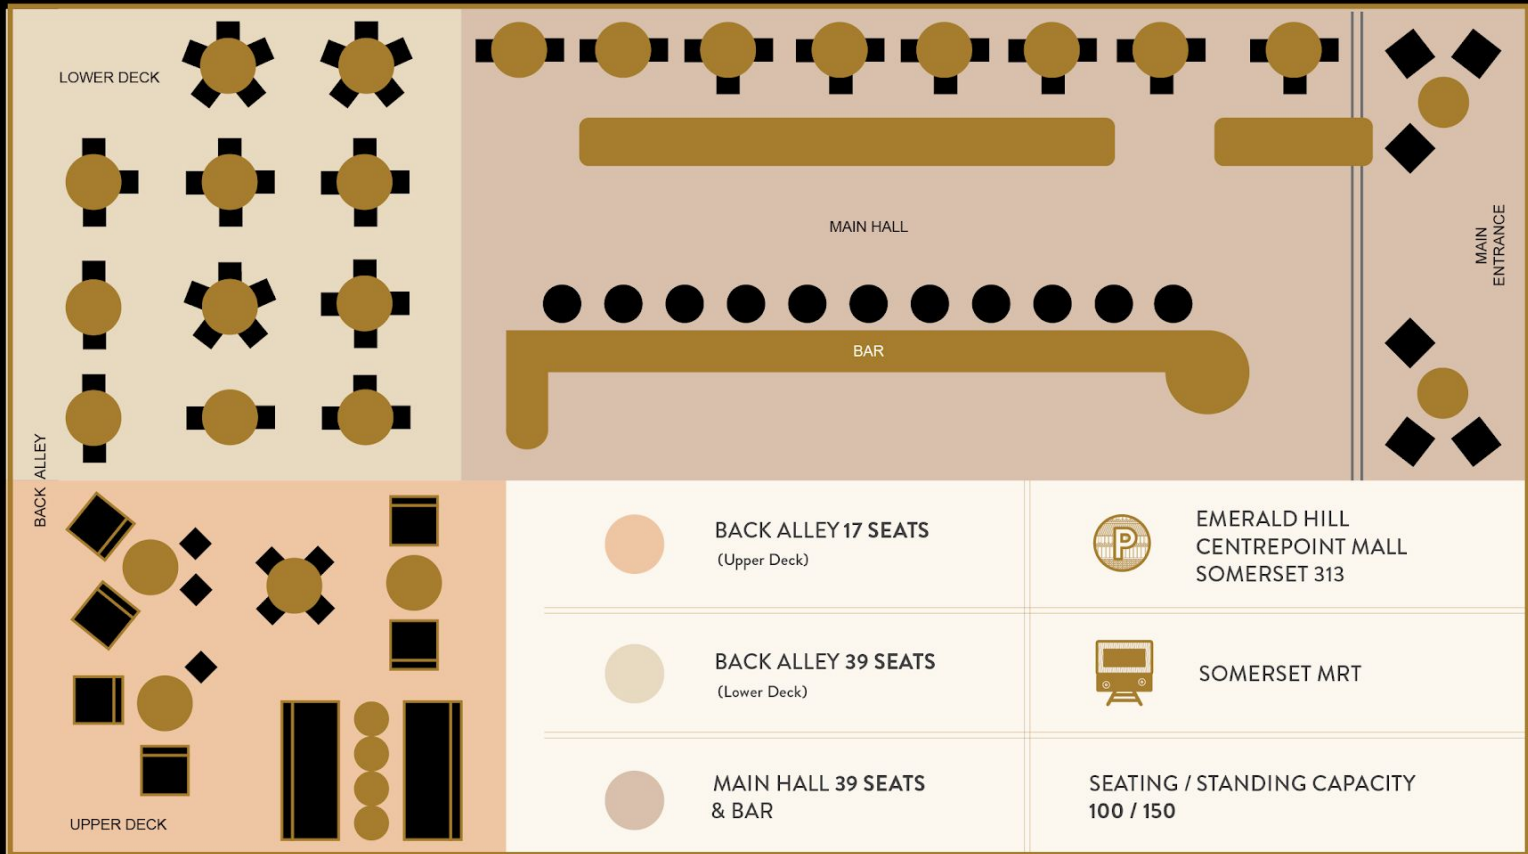 LOWER DECK
MAIN HALL
MAIN
ENTRANCE
BAR
BACK ALLEY
UPPER DECK
BACK ALLEY 17 SEATS
(Upper Deck)
BACK ALLEY 39 SEATS
(Lower Deck)
MAIN HALL 39 SEATS
& BAR
P
EMERALD HILL
CENTREPOINT MALL
SOMERSET 313
SOMERSET MRT
SEATING / STANDING CAPACITY
100 / 150